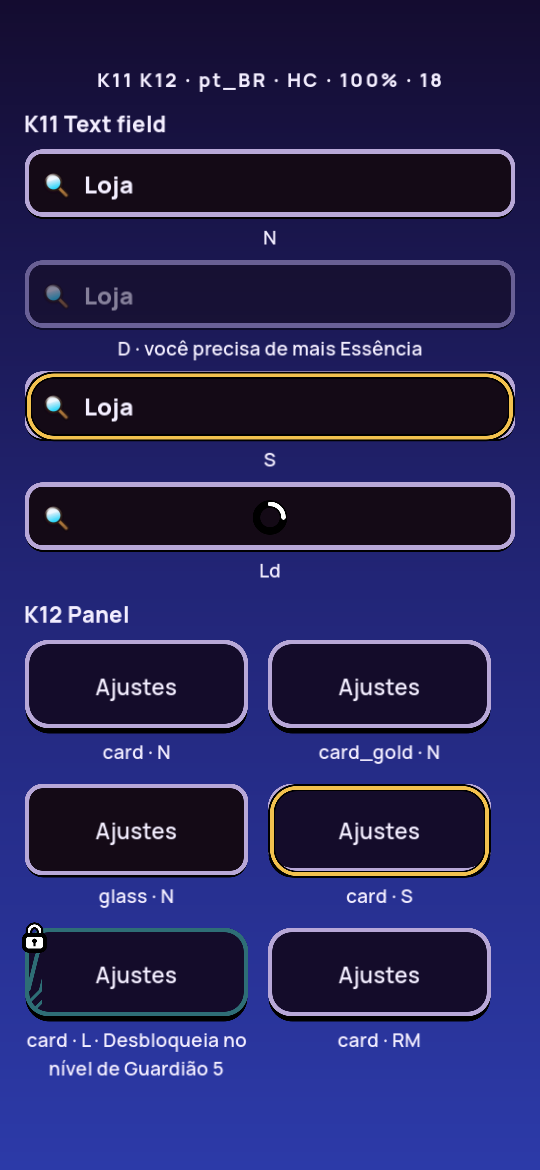 K11 K12 · pt_BR · HC · 100% · 18
K11 Text field
Loja
N
Loja
D · você precisa de mais Essência
Loja
S
Ld
K12 Panel
Ajustes
Ajustes
card · N
card_gold · N
Ajustes
Ajustes
glass · N
card · S
Ajustes
Ajustes
card · L · Desbloqueia no
nível de Guardião 5
card · RM